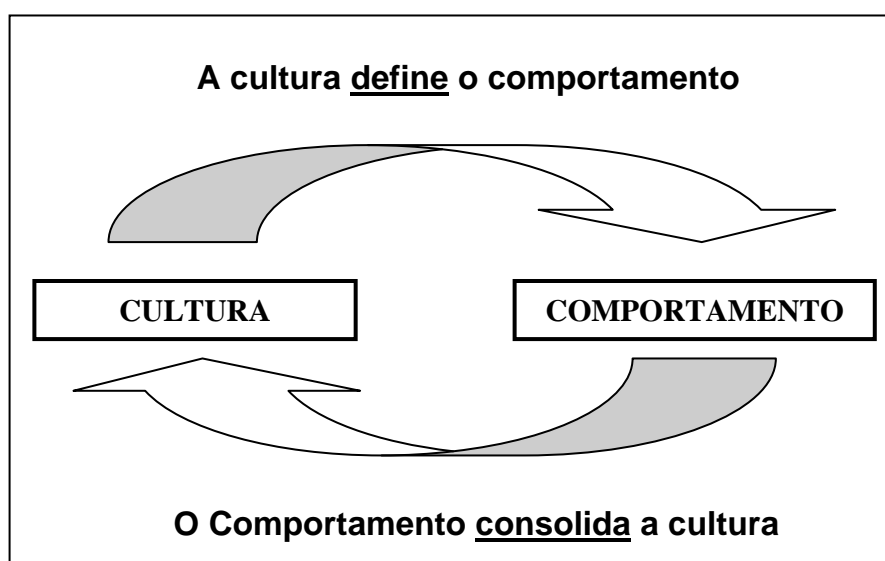 A cultura define o comportamento
CULTURA
COMPORTAMENTO
O Comportamento consolida a cultura